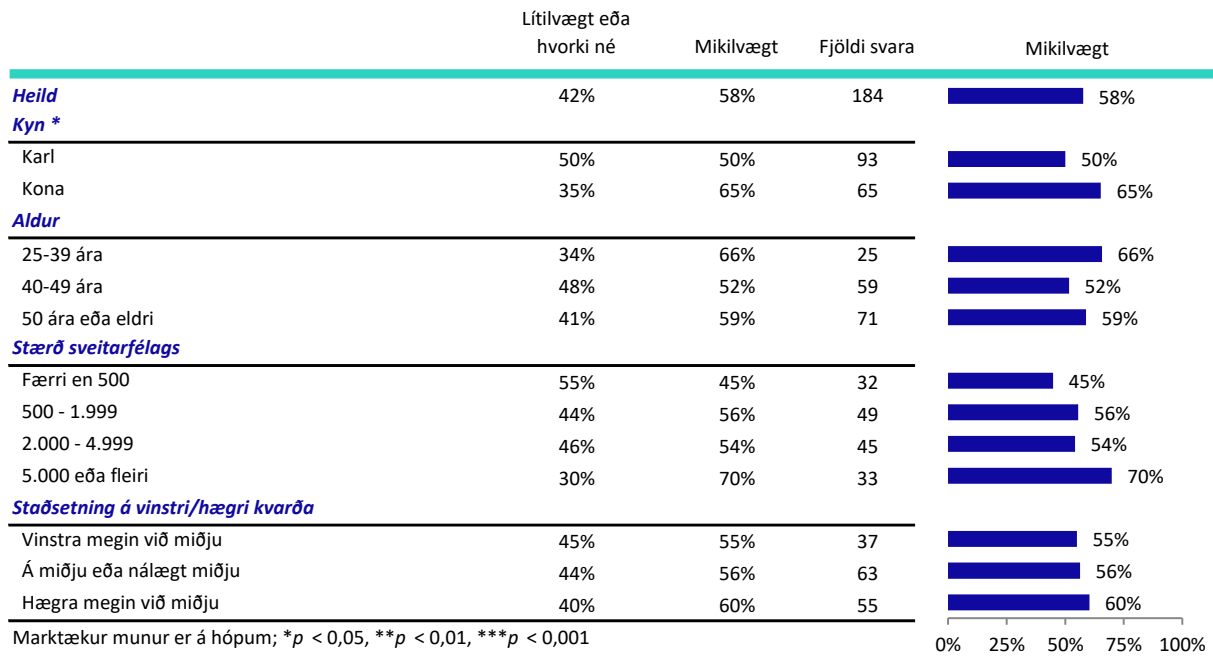 Lítilvægt eða
hvorki né Mikilvægt Fjöldi svara Mikilvægt
Heild 42% 58% 184 58%
Kyn *
Karl 50% 50% 93 50%
Kona 35% 65% 65 65%
Aldur
25-39 ára 34% 66% 25 66%
40-49 ára 48% 52% 59 52%
50 ára eða eldri 41% 59% 71 59%
Stærð sveitarfélags
Færri en 500 55% 45% 32 45%
500 - 1.999 44% 56% 49 56%
2.000 - 4.999 46% 54% 45 54%
5.000 eða fleiri 30% 70% 33 70%
Staðsetning á vinstri/hægri kvarða
Vinstra megin við miðju 45% 55% 37 55%
Á miðju eða nálægt miðju 44% 56% 63 56%
Hægra megin við miðju 40% 60% 55 60%
Marktækur munur er á hópum; *p < 0,05, **p < 0,01, ***p < 0,001
0% 25% 50% 75% 100%